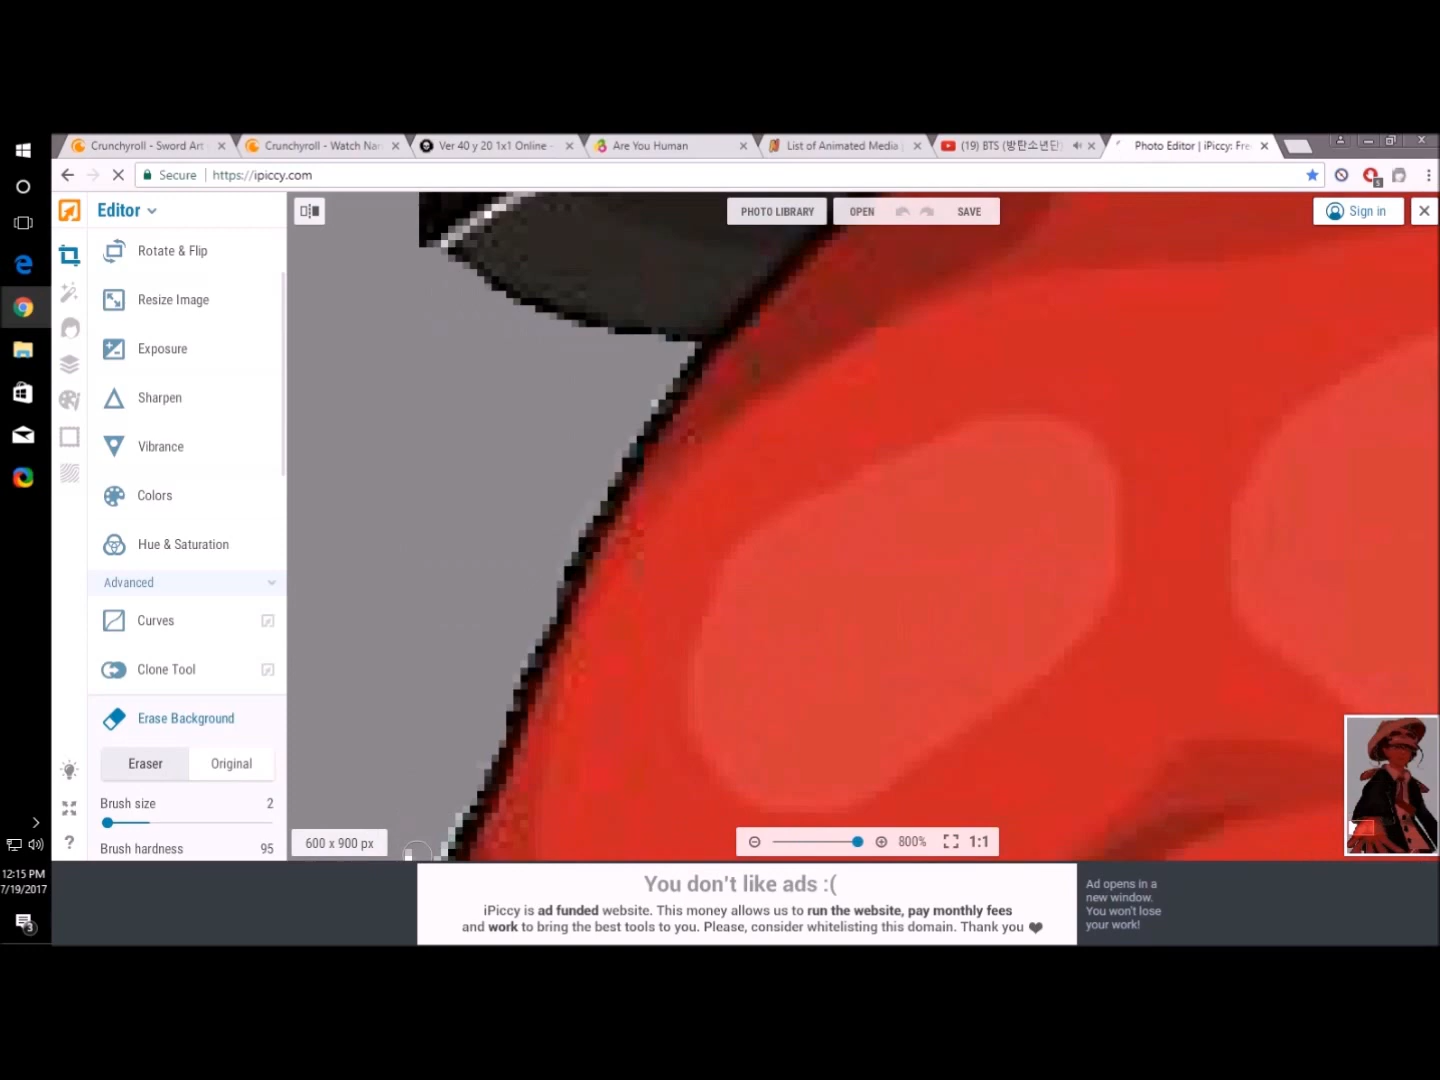 Crunchyroll - Sword Art
Crunchyroll - Watch Nar
Ver 40 y 20 1x1 Online -
Are You Human
List of Animated Media
(19) BTS (방탄소년단
Photo Editor | iPiccy: Fre
Secure
https://ipiccy.com
5
Editor
PHOTO LIBRARY
OPEN
SAVE
Sign in
Rotate & Flip
Resize Image
Exposure
Sharpen
Vibrance
Colors
Hue & Saturation
Advanced
Curves
Clone Tool
Erase Background
Eraser
Original
Brush size 2
Brush hardness 95
600 x 900 px
800%
1:1
?
12:15 PM
7/19/2017
3
You don't like ads :(
iPiccy is ad funded website. This money allows us to run the website, pay monthly fees
and work to bring the best tools to you. Please, consider whitelisting this domain. Thank you ❤
Ad opens in a
new window.
You won't lose
your work!